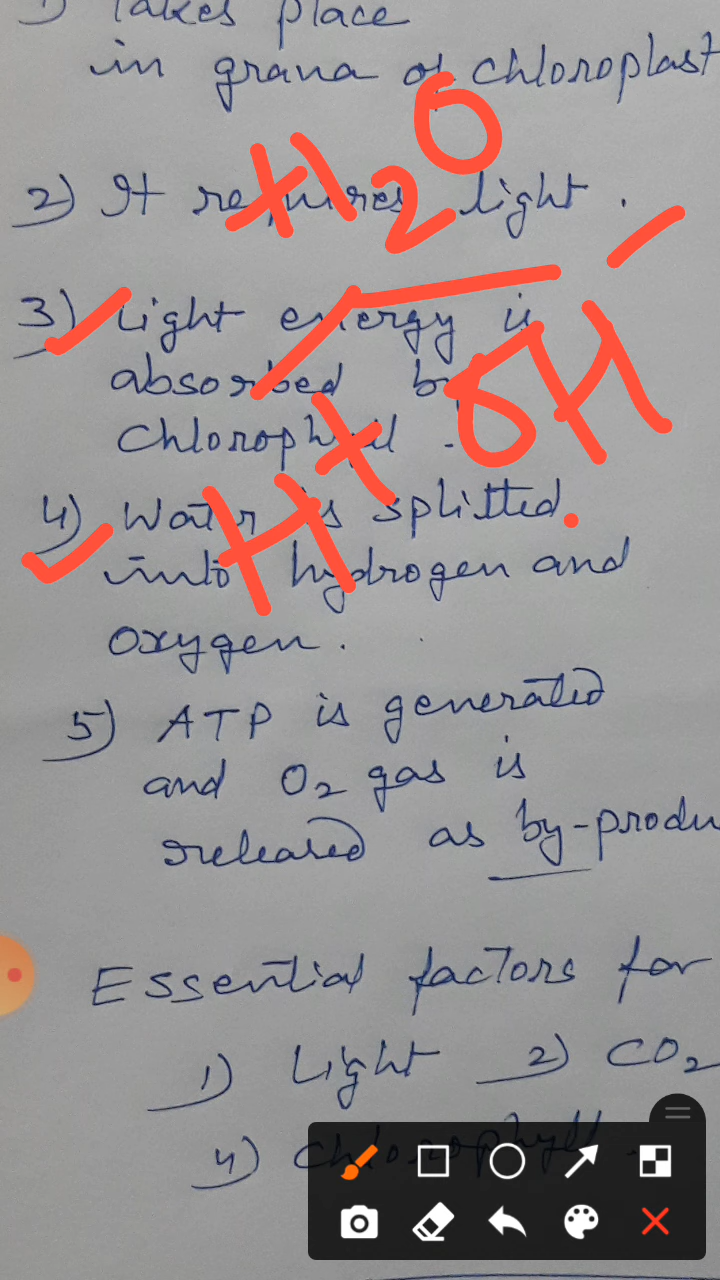 1) Takes place
in grana of chloroplast
H2O
2) It requires light.
3) Light energy is
absorbed by
Chlorophyll.
H+ OH-
4) Water is splitted
into hydrogen and
oxygen.
5) ATP is generated
and O2 gas is
released as by-produ
Essential factors for
1) Light 2) CO2
4) Chlorophyll.